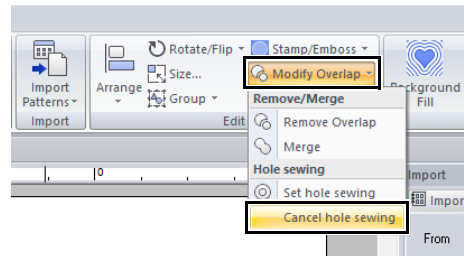 Rotate/Flip
Stamp/Emboss
Import
Patterns
Arrange
Size...
Modify Overlap
Group
Background
Fill
Import
Edit
Remove/Merge
Remove Overlap
Merge
Hole sewing
Set hole sewing
Cancel hole sewing
0
Import
Impor
From